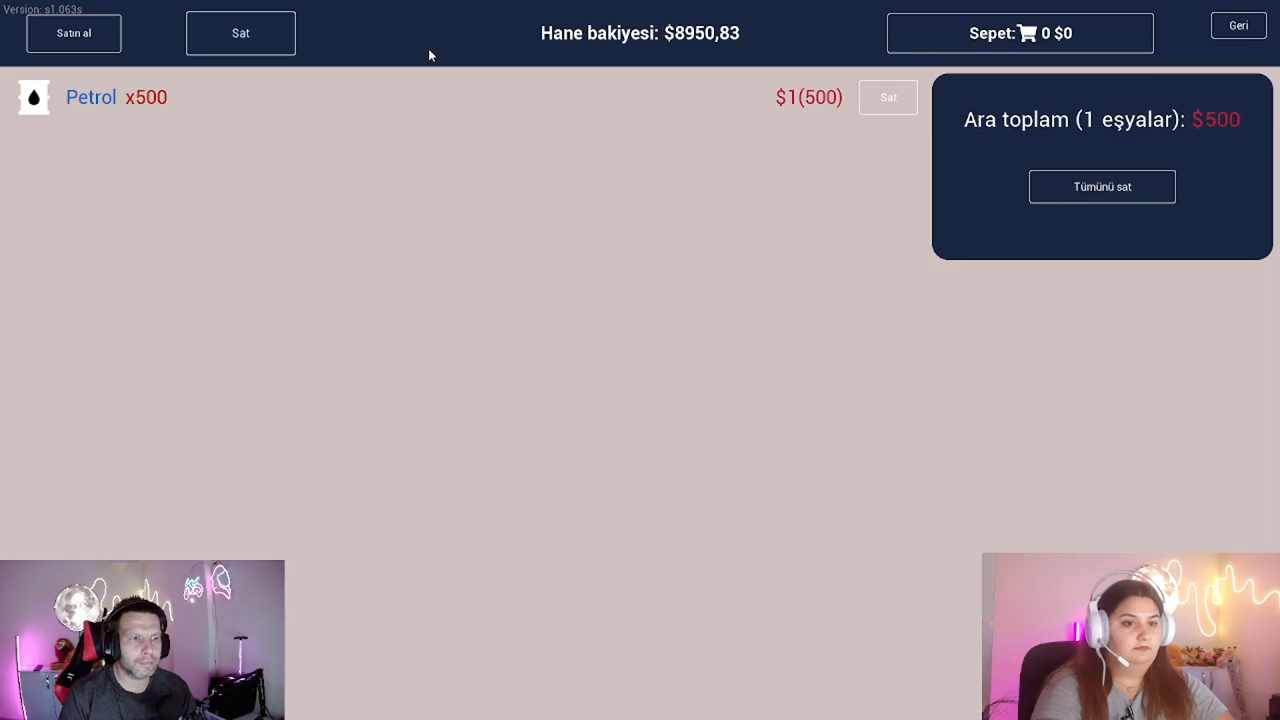 Version: s1.063s
Satın al
Sat
Hane bakiyesi: $8950,83
Sepet: 0 $0
Geri
Petrol x500
$1(500)
Sat
Ara toplam (1 eşyalar): $500
Tümünü sat